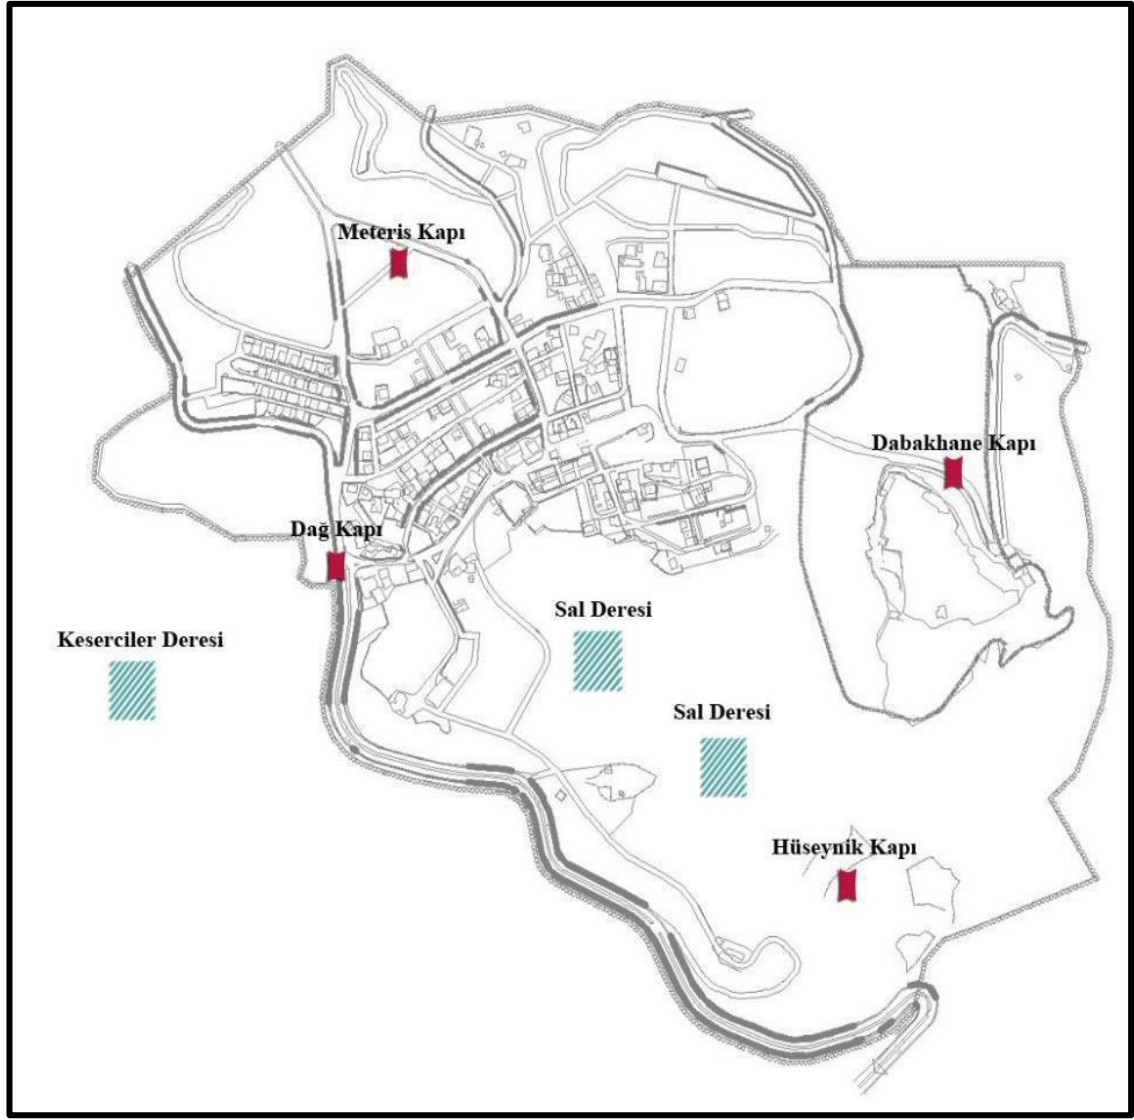 Meteris Kapı
Dabakhane Kapı
Dağ Kapı
Sal Deresi
Keserciler Deresi
Sal Deresi
Hüseynik Kapı